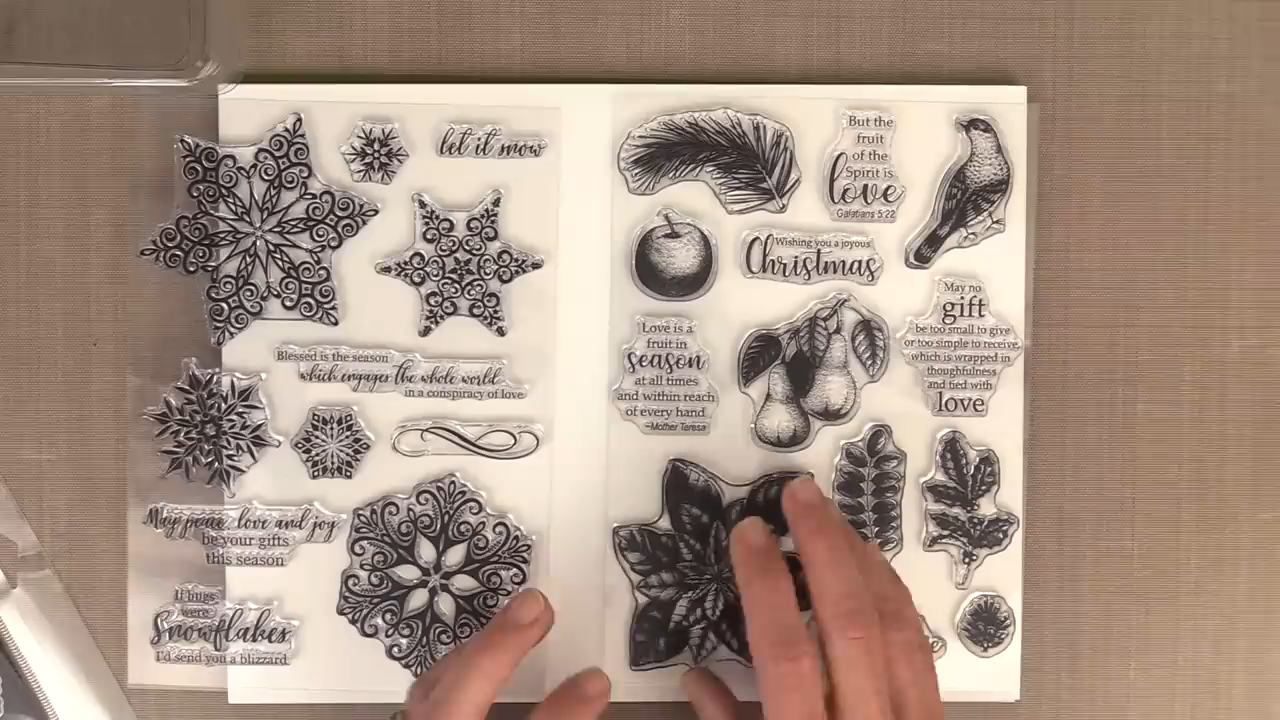 let it snow
Blessed is the season
which engages the whole world
in a conspiracy of love
May peace, love and joy
be your gifts
this season
If hugs
were
Snowflakes
I'd send you a blizzard
But the
fruit
of the
Spirit is
love
Galatians 5:22
Wishing you a joyous
Christmas
Love is a
fruit in
season
at all times
and within reach
of every hand
~Mother Teresa
May no
gift
be too small to give
or too simple to receive,
which is wrapped in
thoughtfulness
and tied with
love